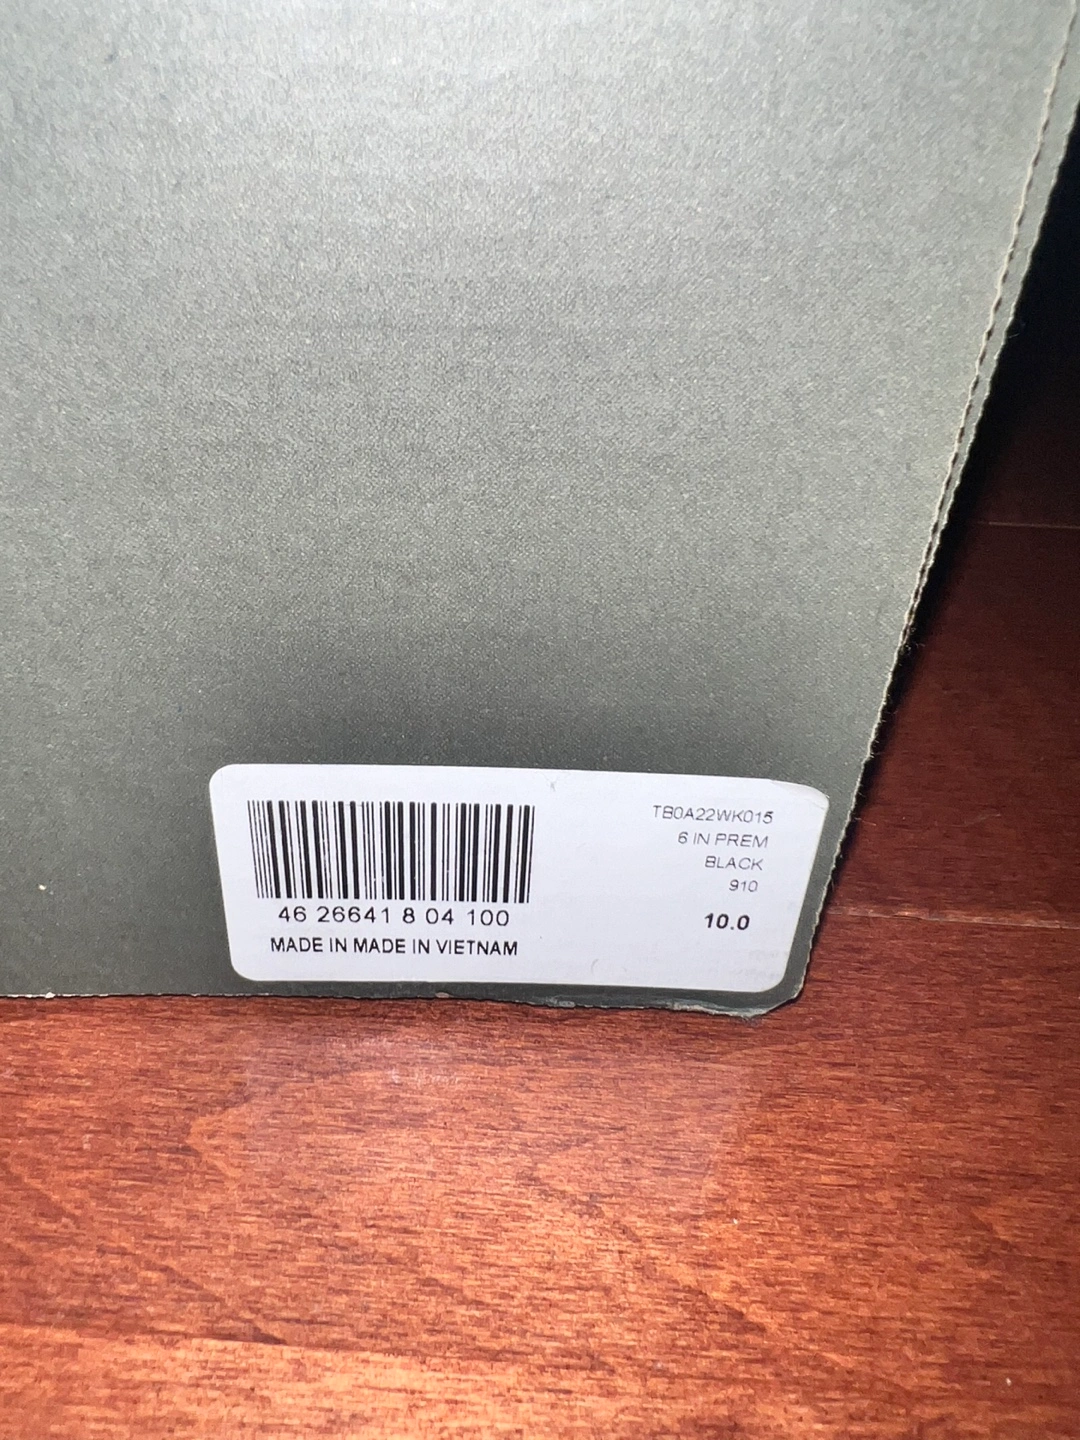 46 26641 8 04 100
MADE IN MADE IN VIETNAM
TB0A22WK015
6 IN PREM
BLACK
910
10.0